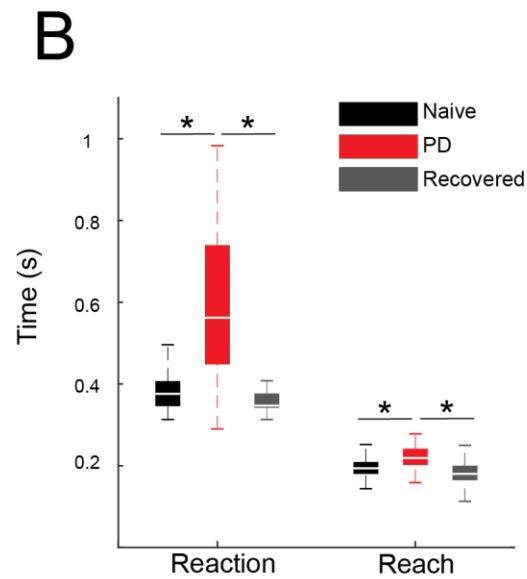 B
Naive
PD
Recovered
* *
* *
Time (s)
1
0.8
0.6
0.4
0.2
Reaction Reach